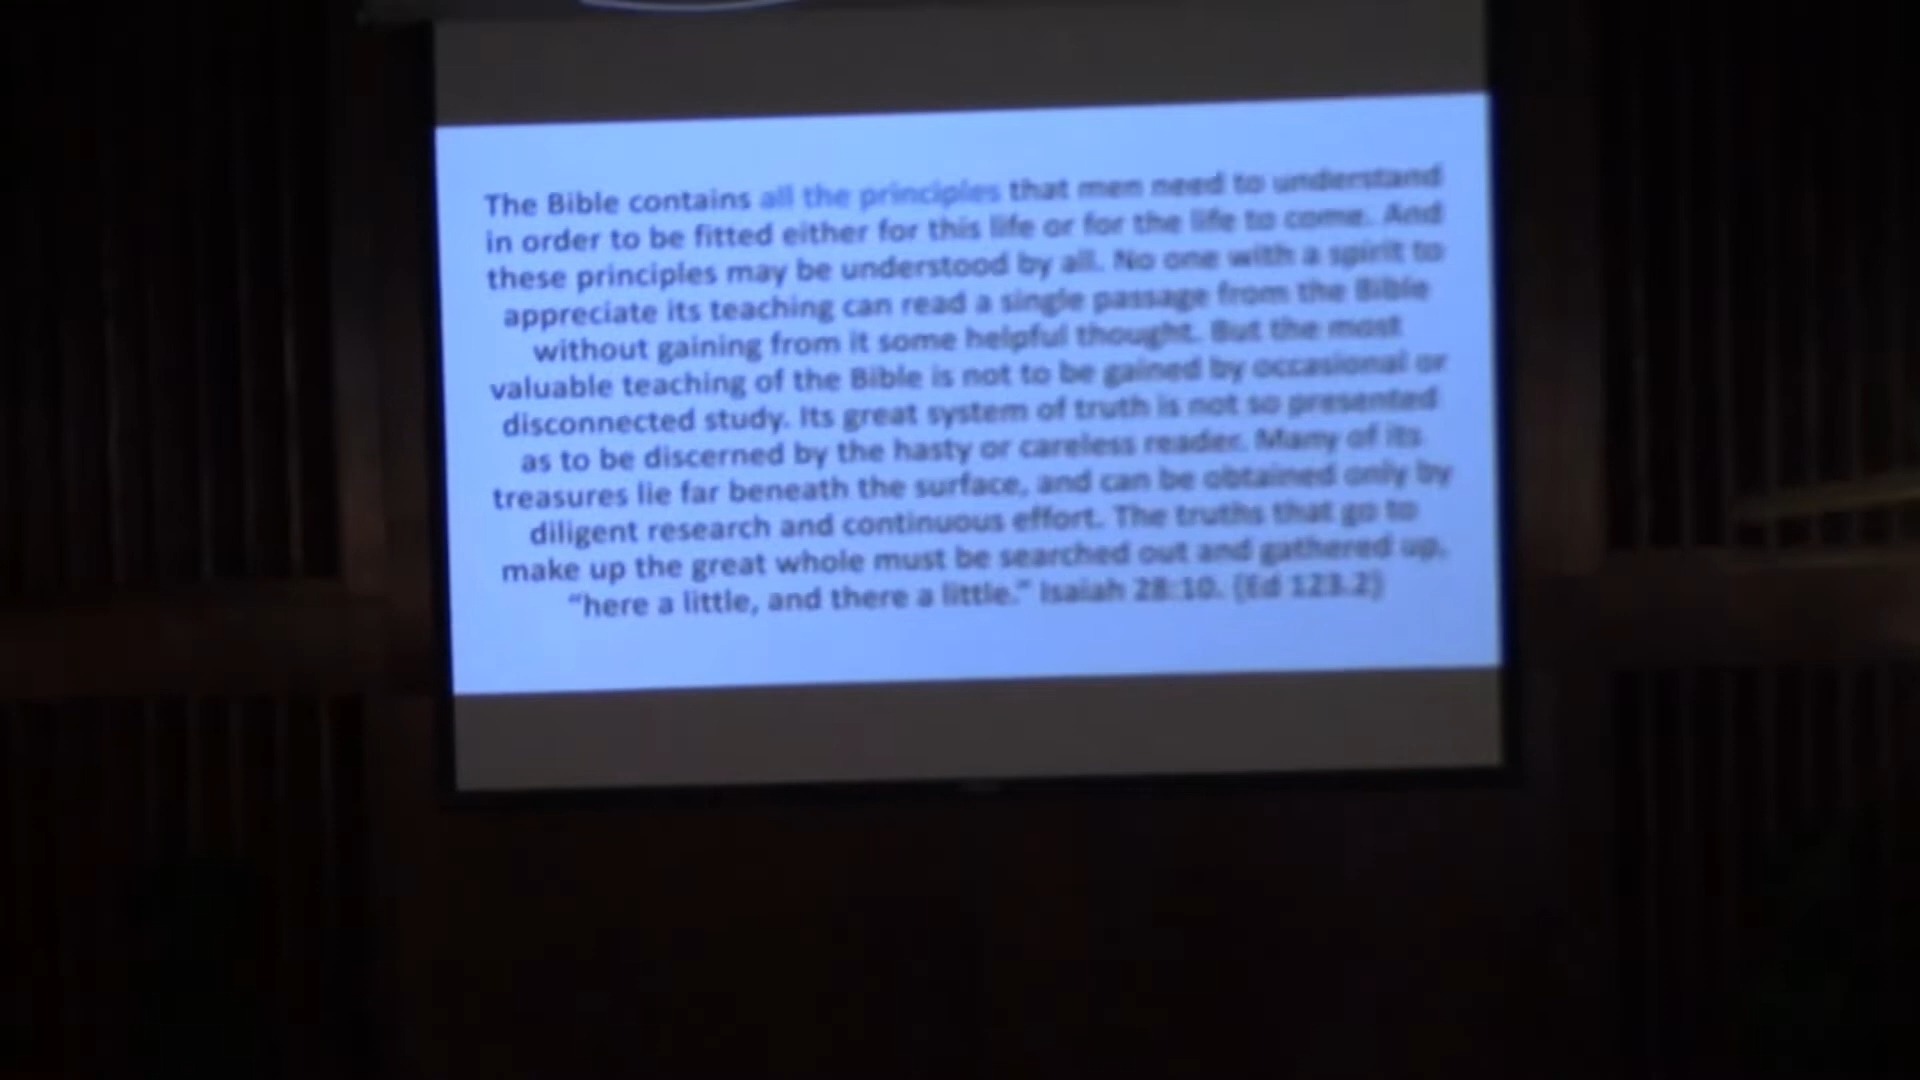 The Bible contains all the principles that men need to understand
in order to be fitted either for this life or for the life to come. And
these principles may be understood by all. No one with a spirit to
appreciate its teaching can read a single passage from the Bible
without gaining from it some helpful thought. But the most
valuable teaching of the Bible is not to be gained by occasional or
disconnected study. Its great system of truth is not so presented
as to be discerned by the hasty or careless reader. Many of its
treasures lie far beneath the surface, and can be obtained only by
diligent research and continuous effort. The truths that go to
make up the great whole must be searched out and gathered up,
“here a little, and there a little.” Isaiah 28:10. {Ed 123.2}